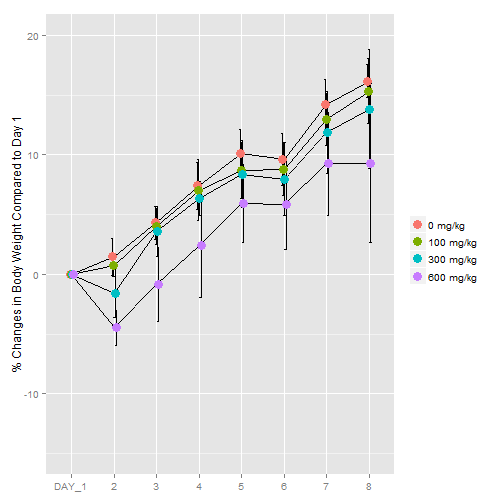 % Changes in Body Weight Compared to Day 1
20
10
0
-10
DAY_1 2 3 4 5 6 7 8
0 mg/kg
100 mg/kg
300 mg/kg
600 mg/kg